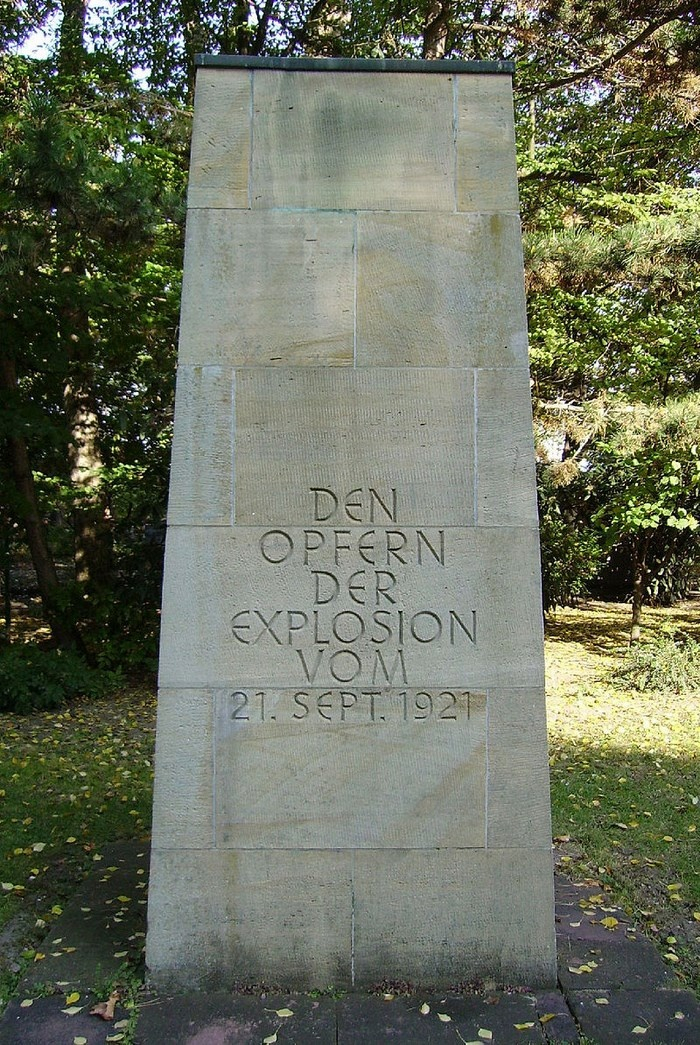 DEN
OPFERN
DER
EXPLOSION
VOM
21. SEPT. 1921